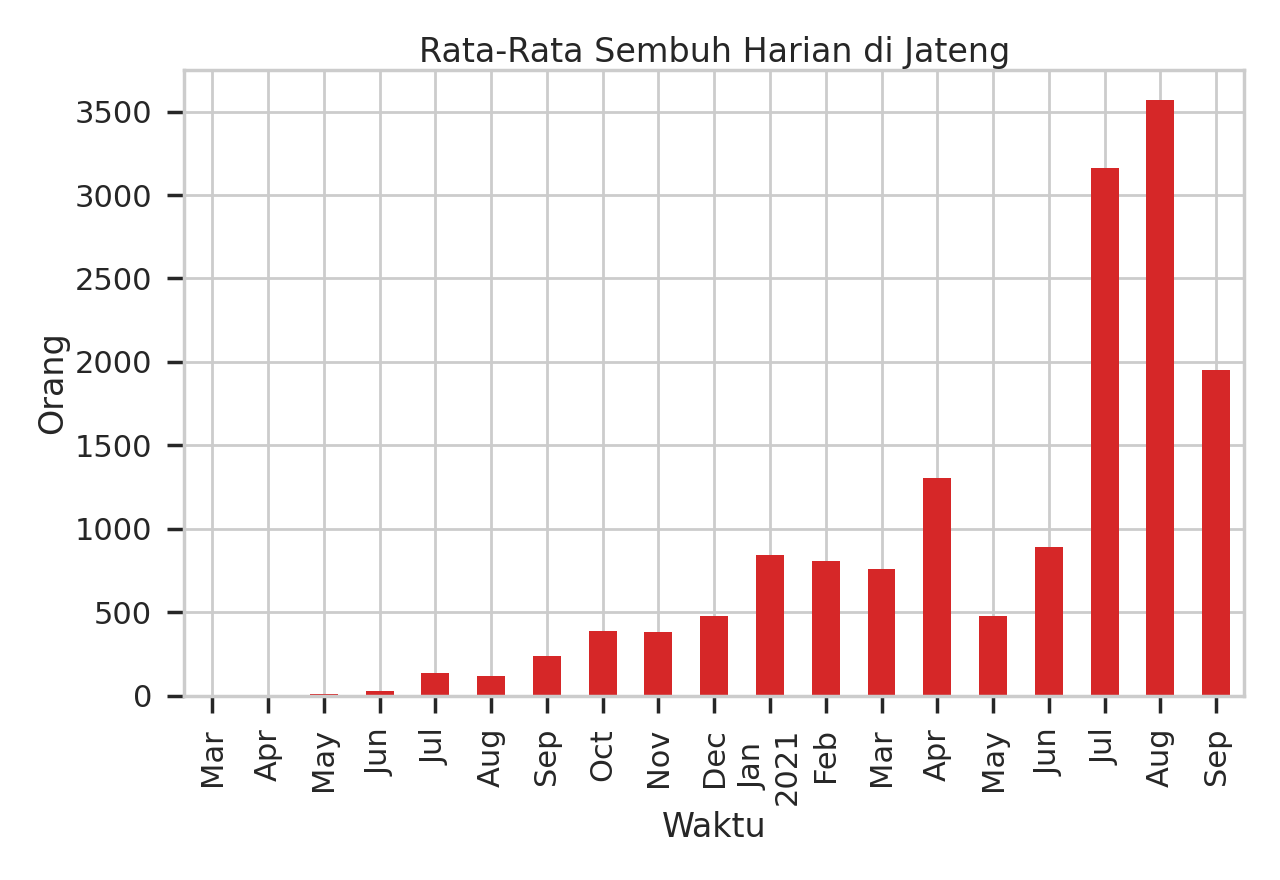 Rata-Rata Sembuh Harian di Jateng
3500
3000
2500
2000
1500
1000
500
0
Orang
Mar
Apr
May
Jun
Jul
Aug
Sep
Oct
Nov
Dec
Jan
2021
Feb
Mar
Apr
May
Jun
Jul
Aug
Sep
Waktu